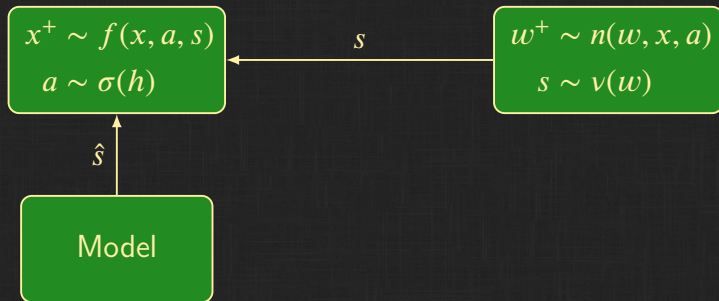 x⁺ ∼ f(x, a, s)
a ∼ σ(h)
s
w⁺ ∼ n(w, x, a)
s ∼ ν(w)
ŝ
Model